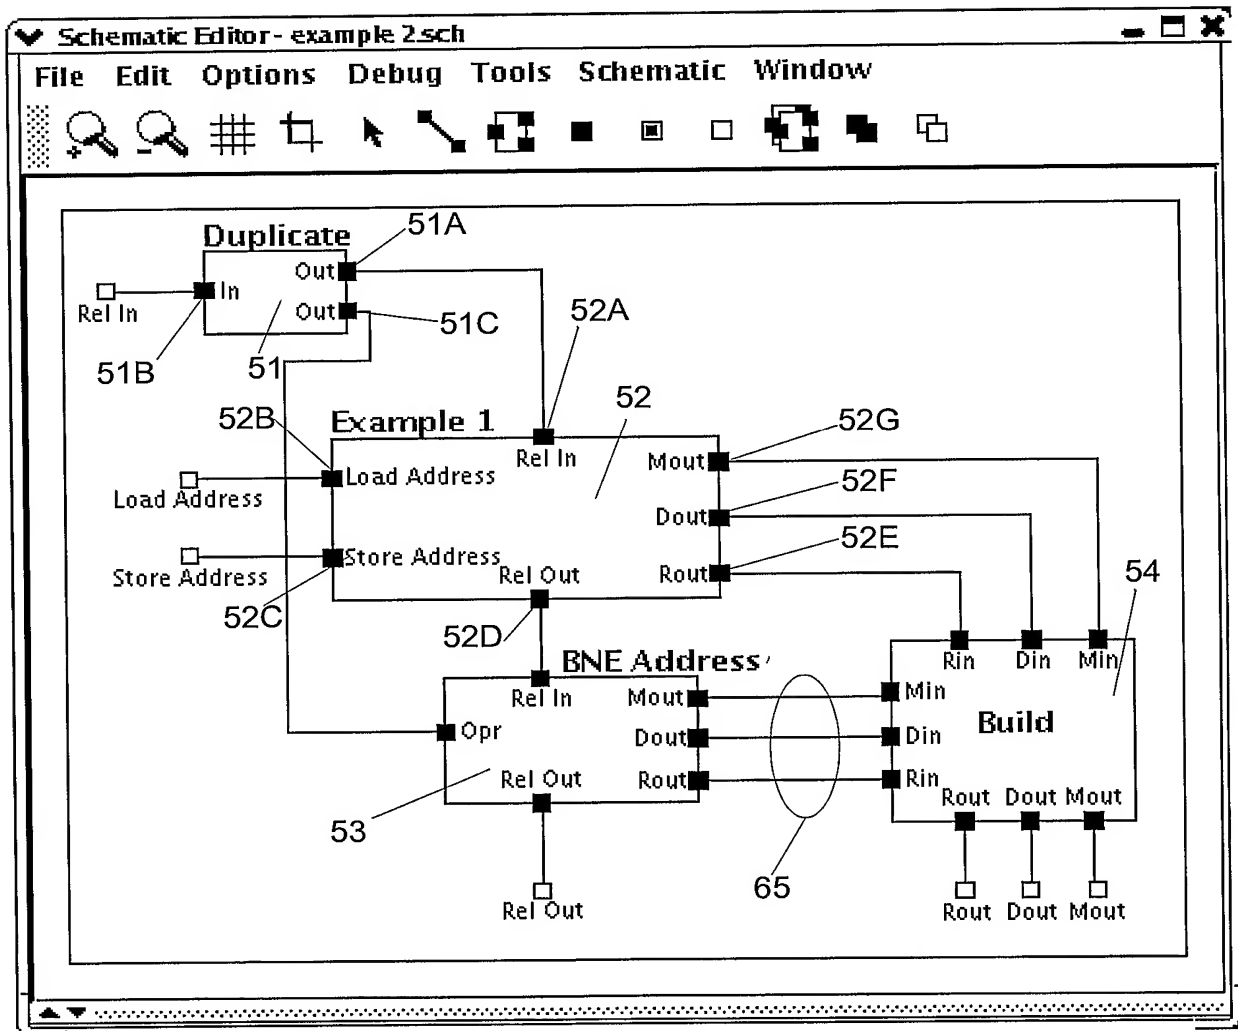 Schematic Editor - example 2.sch
File Edit Options Debug Tools Schematic Window
Duplicate
51A
Out
In
Rel In
Out
51C
52A
51B
51
52B
52
Example 1
52G
Rel In
Mout
Load Address
Load Address
52F
Dout
52E
Store Address
Store Address
Rel Out
Rout
54
52C
52D
BNE Address
Rin Din Min
Rel In
Mout
Min
Opr
Dout
Din
Build
Rel Out
Rout
Rin
Rout Dout Mout
53
65
Rel Out
Rout Dout Mout